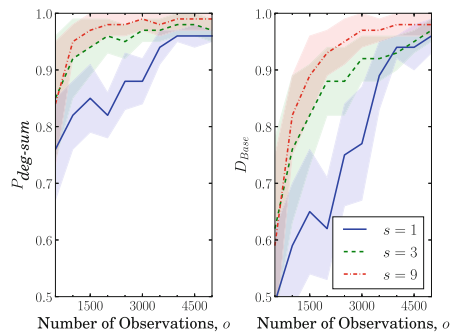 1.0
0.9
0.8
0.7
0.6
0.5
P deg-sum
1500 3000 4500
Number of Observations, o
1.0
0.9
0.8
0.7
0.6
0.5
D Base
s = 1
s = 3
s = 9
1500 3000 4500
Number of Observations, o